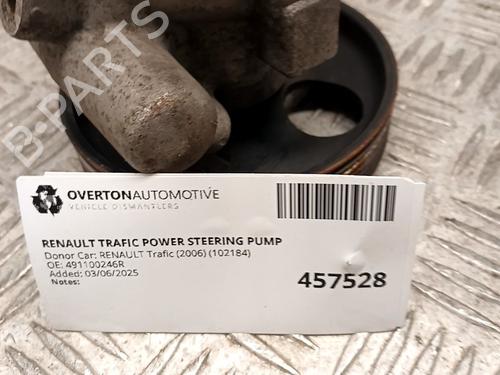 B-PARTS
OVERTONAUTOMOTIVE
VEHICLE DISMANTLERS
RENAULT TRAFIC POWER STEERING PUMP
Donor Car: RENAULT Trafic (2006) (102184)
OE: 491100246R
Added: 03/06/2025
Notes:
457528